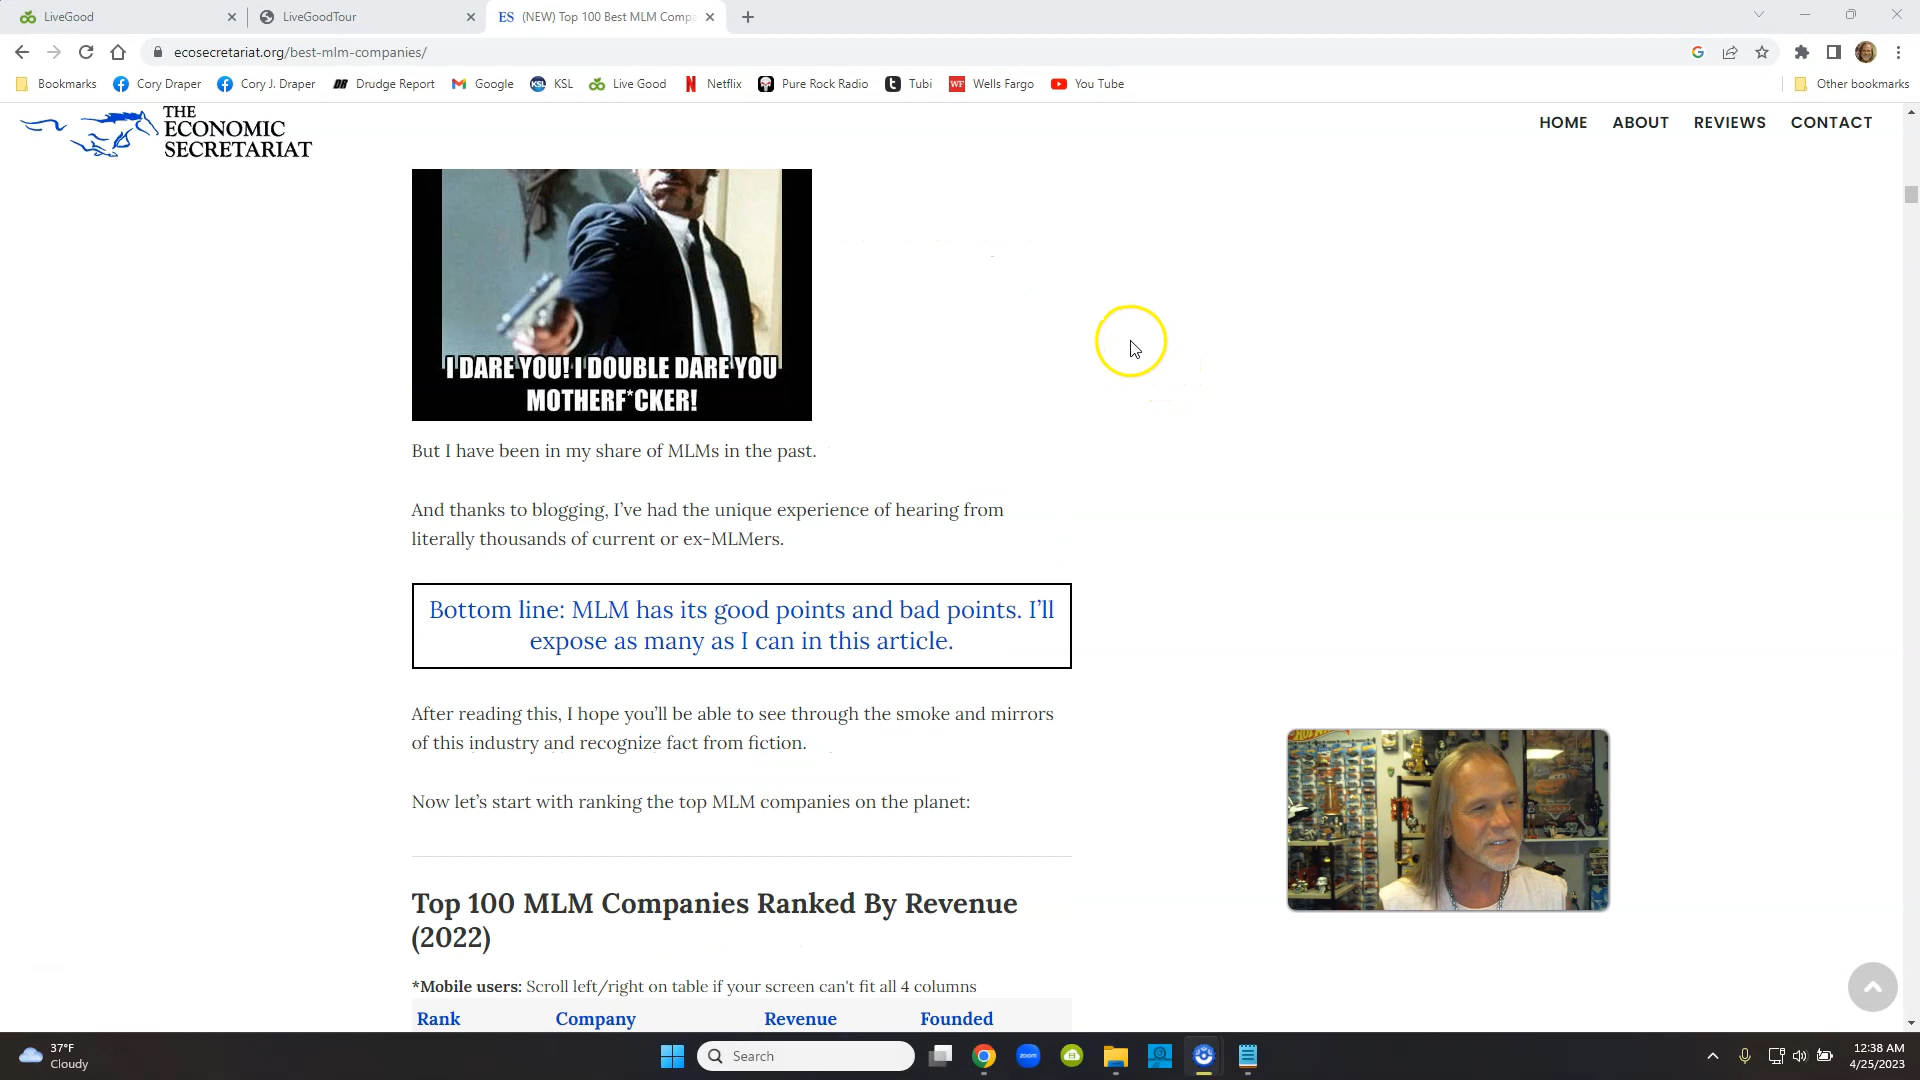 LiveGood
LiveGoodTour
ES (NEW) Top 100 Best MLM Compa
ecosecretariat.org/best-mlm-companies/
Bookmarks Cory Draper Cory J. Draper DR Drudge Report Google KSL KSL Live Good Netflix Pure Rock Radio t Tubi WF Wells Fargo You Tube Other bookmarks
THE
ECONOMIC
SECRETARIAT
HOME ABOUT REVIEWS CONTACT
I DARE YOU! I DOUBLE DARE YOU
MOTHERF*CKER!
But I have been in my share of MLMs in the past.
And thanks to blogging, I’ve had the unique experience of hearing from
literally thousands of current or ex-MLMers.
Bottom line: MLM has its good points and bad points. I’ll
expose as many as I can in this article.
After reading this, I hope you’ll be able to see through the smoke and mirrors
of this industry and recognize fact from fiction.
Now let’s start with ranking the top MLM companies on the planet:
Top 100 MLM Companies Ranked By Revenue
(2022)
*Mobile users: Scroll left/right on table if your screen can't fit all 4 columns
Rank Company Revenue Founded
37°F
Cloudy
Search
zoom
12:38 AM
4/25/2023